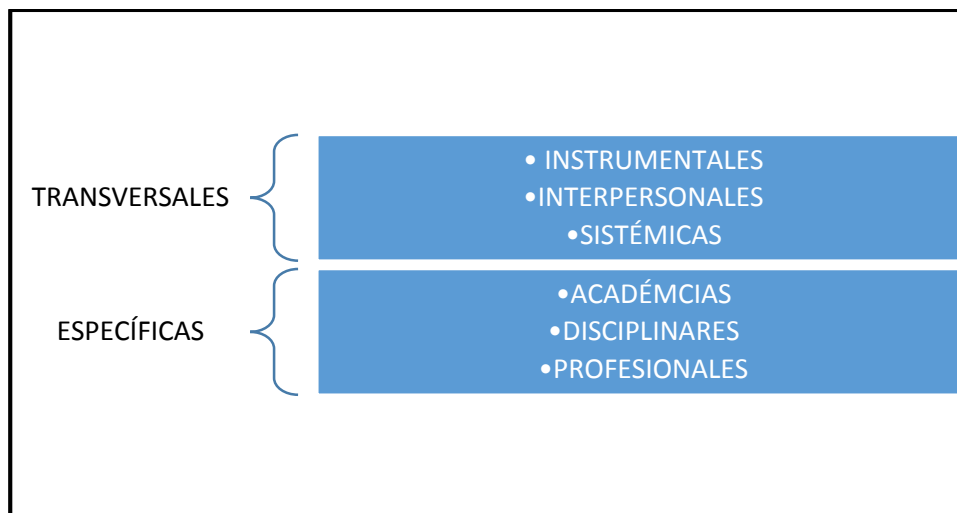 TRANSVERSALES
• INSTRUMENTALES
•INTERPERSONALES
•SISTÉMICAS
ESPECÍFICAS
•ACADÉMCIAS
•DISCIPLINARES
•PROFESIONALES